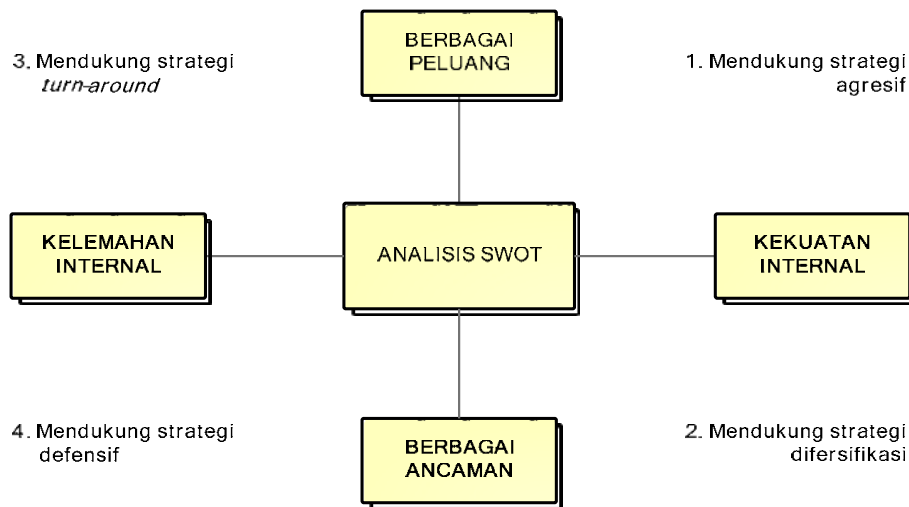 BERBAGAI
PELUANG
3. Mendukung strategi
turn-around
1. Mendukung strategi
agresif
KELEMAHAN
INTERNAL
ANALISIS SWOT
KEKUATAN
INTERNAL
4. Mendukung strategi
defensif
BERBAGAI
ANCAMAN
2. Mendukung strategi
difersifikasi